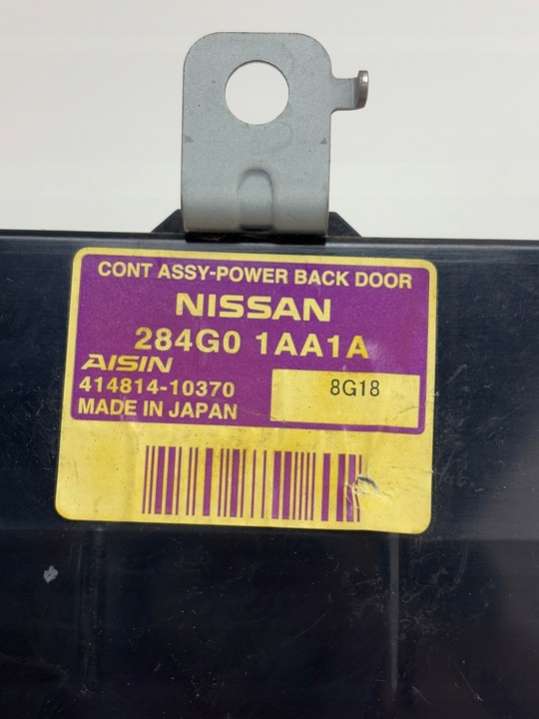 CONT ASSY-POWER BACK DOOR
NISSAN
284G0 1AA1A
AISIN
414814-10370
8G18
MADE IN JAPAN